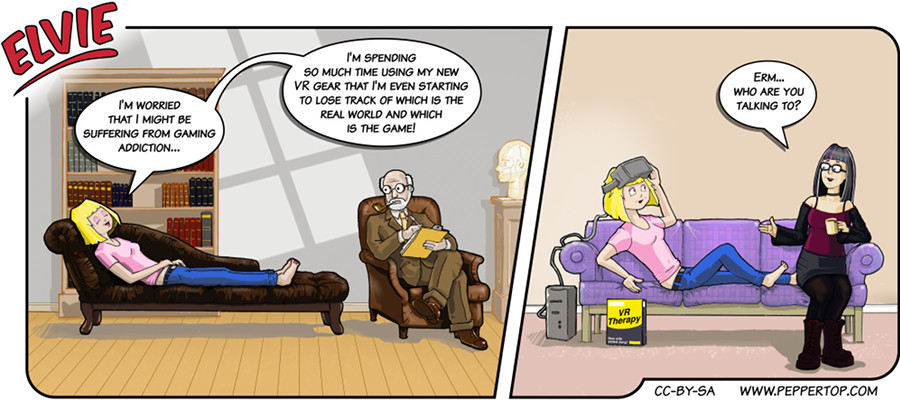 ELVIE
I'M WORRIED
THAT I MIGHT BE
SUFFERING FROM GAMING
ADDICTION...
I'M SPENDING
SO MUCH TIME USING MY NEW
VR GEAR THAT I'M EVEN STARTING
TO LOSE TRACK OF WHICH IS THE
REAL WORLD AND WHICH
IS THE GAME!
ERM...
WHO ARE YOU
TALKING TO?
VR
Therapy
CC-BY-SA WWW.PEPPERTOP.COM